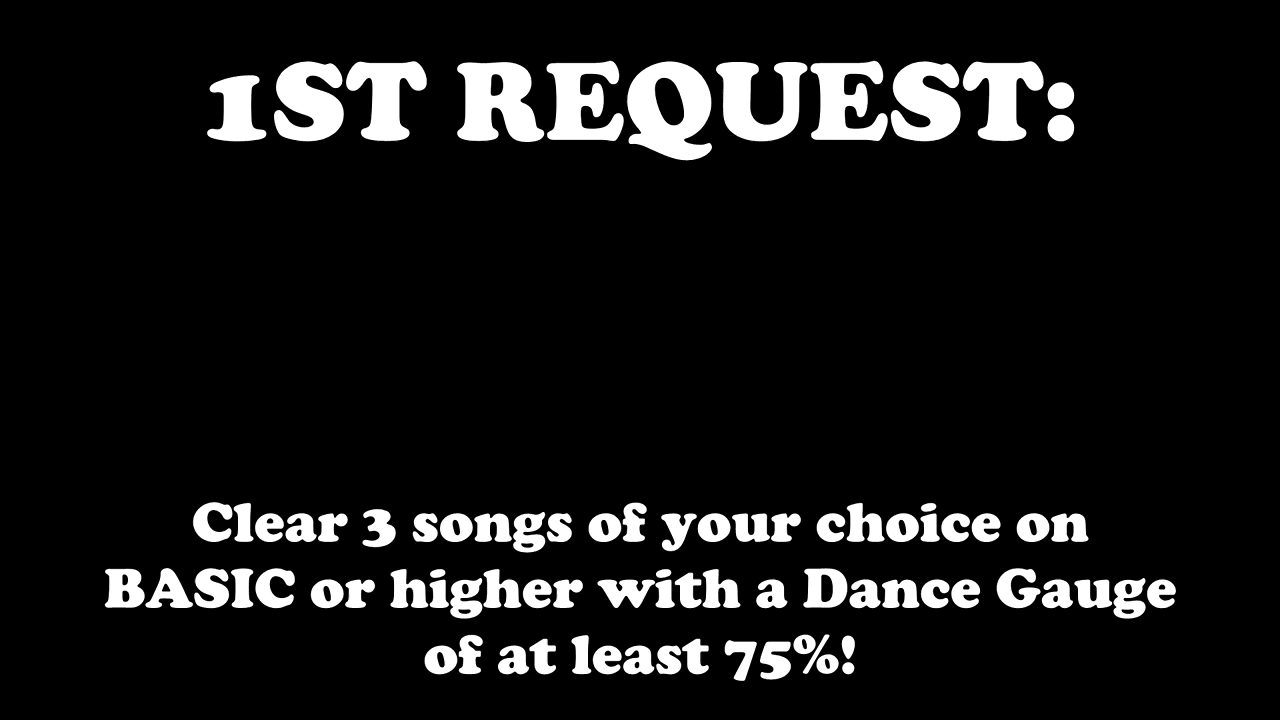 1ST REQUEST:
Clear 3 songs of your choice on
BASIC or higher with a Dance Gauge
of at least 75%!